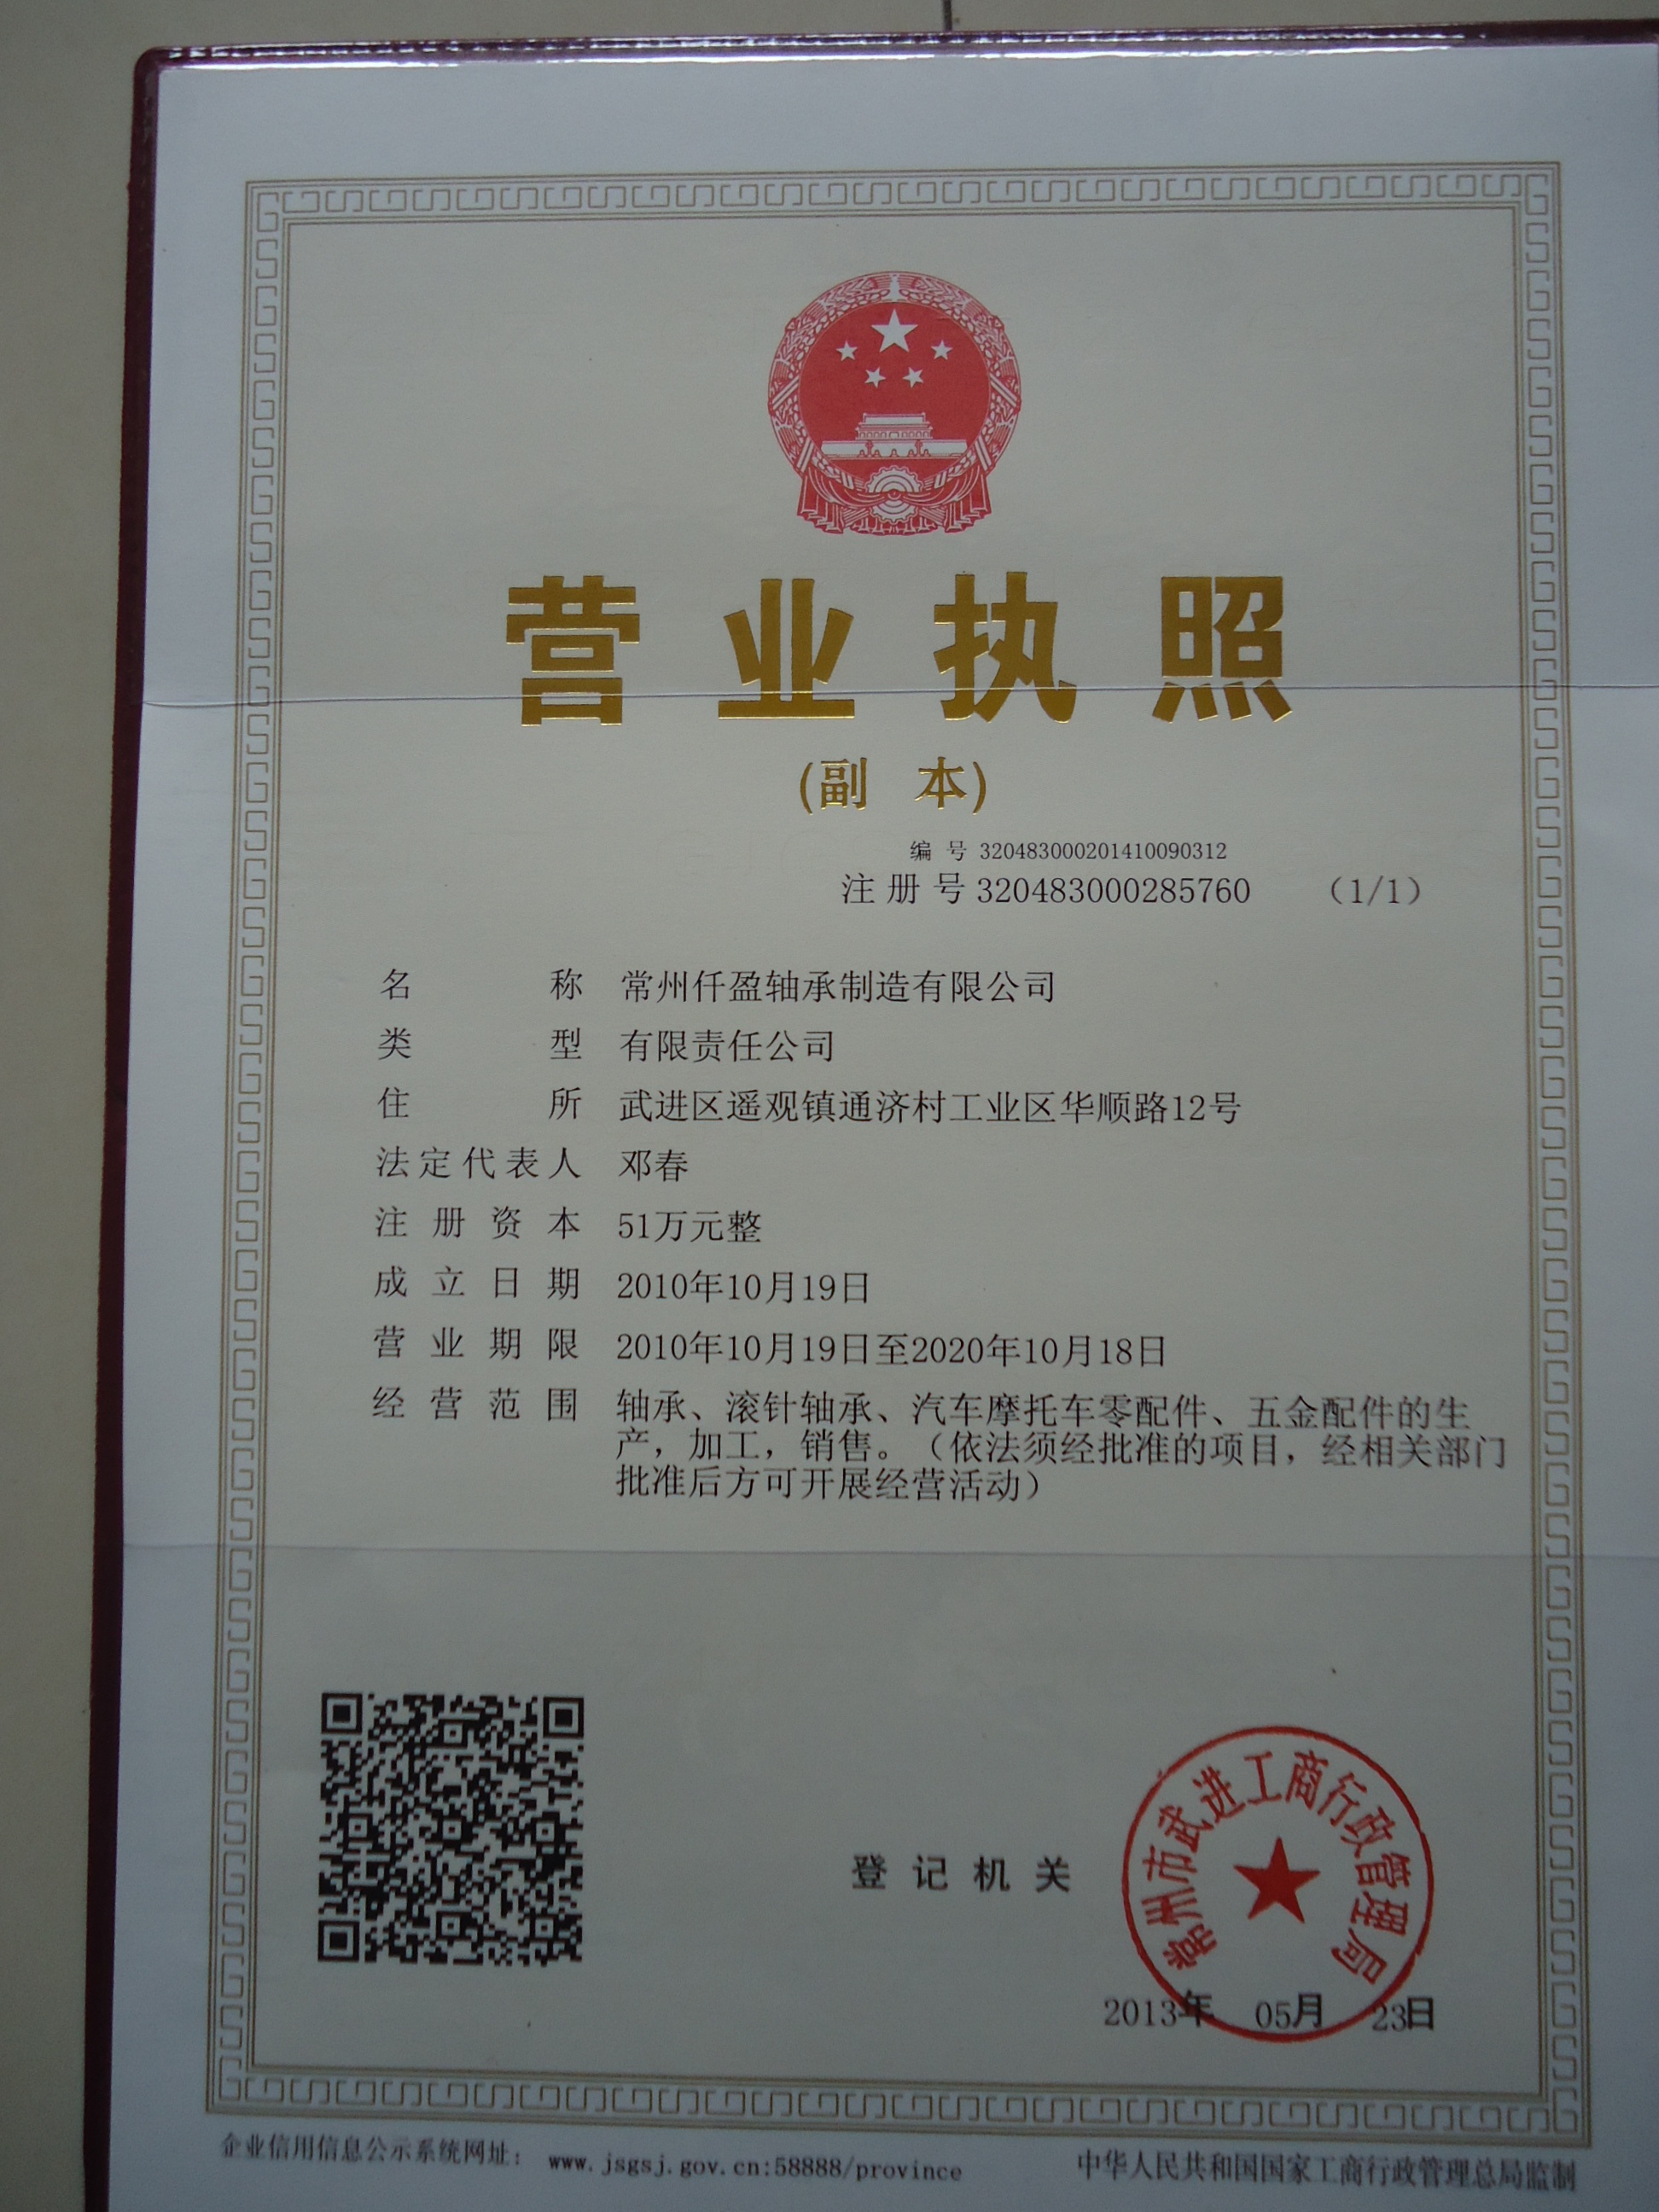 营业执照
(副 本)
编 号 320483000201410090312
注 册 号 320483000285760 （1/1）
名 称 常州仟盈轴承制造有限公司
类 型 有限责任公司
住 所 武进区遥观镇通济村工业区华顺路12号
法定代表人 邓春
注 册 资 本 51万元整
成 立 日 期 2010年10月19日
营 业 期 限 2010年10月19日至2020年10月18日
经 营 范 围 轴承、滚针轴承、汽车摩托车零配件、五金配件的生
产，加工，销售。（依法须经批准的项目，经相关部门
批准后方可开展经营活动）
登 记 机 关
常州市武进工商行政管理局
2013年 05月 23日
企业信用信息公示系统网址： www.jsgsj.gov.cn:58888/province
中华人民共和国国家工商行政管理总局监制